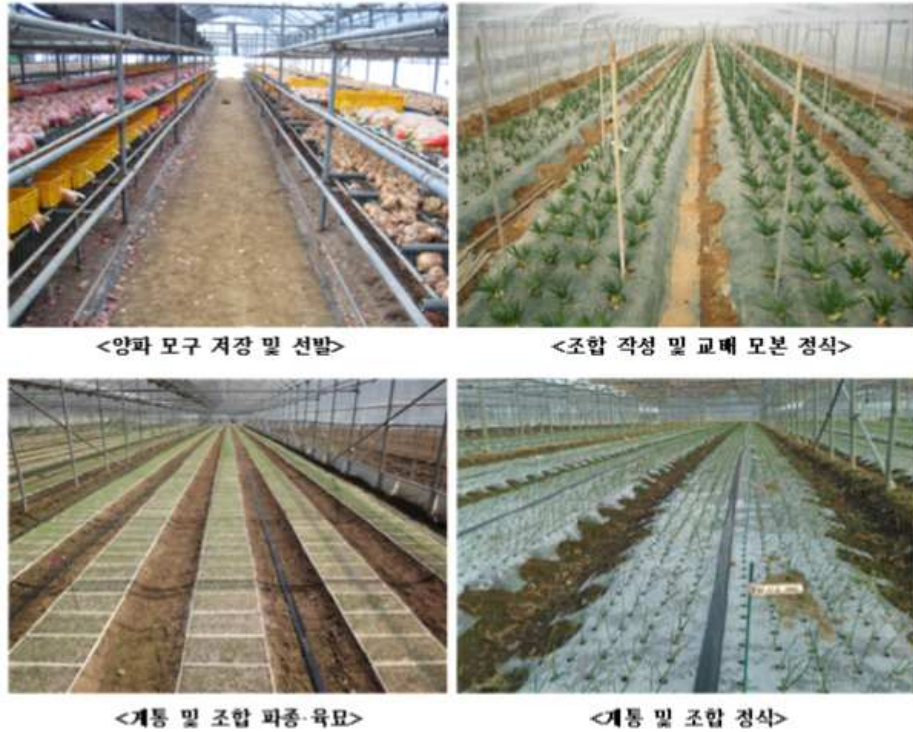 <양파 모구 저장 및 선발>
<조합 작성 및 교배 모본 정식>
<계통 및 조합 파종·육묘>
<계통 및 조합 정식>